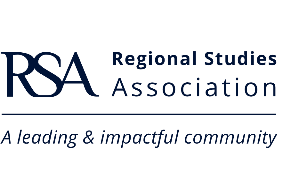 RSA
Regional Studies
Association
A leading & impactful community